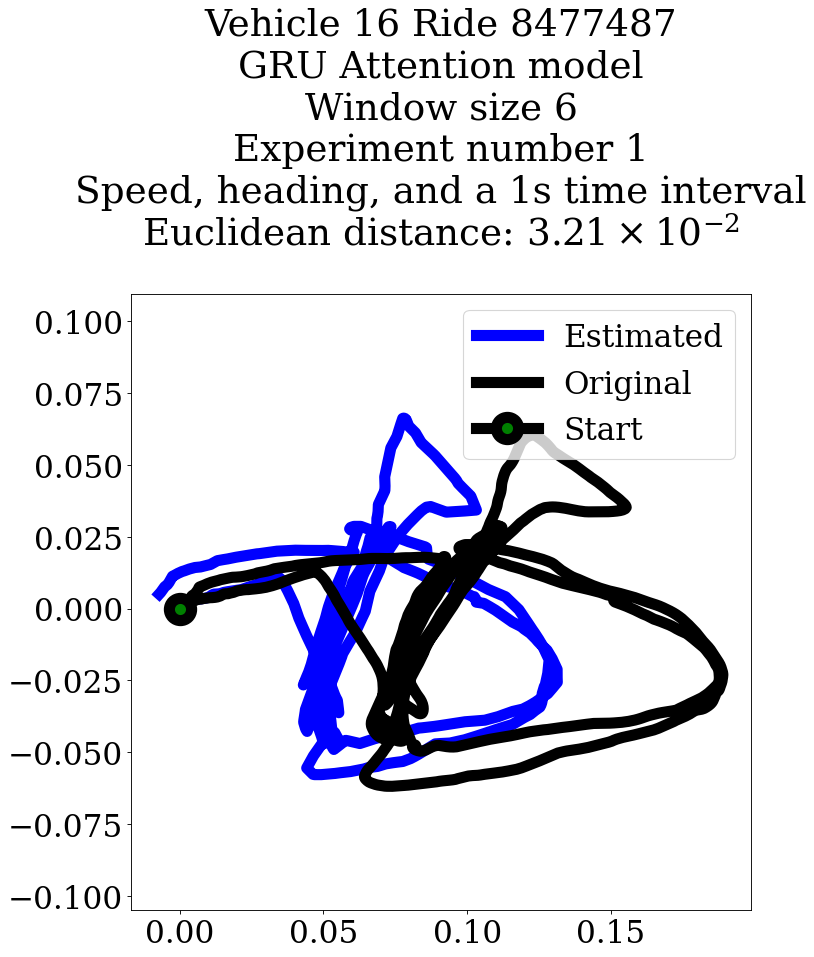 Vehicle 16 Ride 8477487
GRU Attention model
Window size 6
Experiment number 1
Speed, heading, and a 1s time interval
Euclidean distance: 3.21 × 10⁻²
Estimated
Original
Start
0.100
0.075
0.050
0.025
0.000
−0.025
−0.050
−0.075
−0.100
0.00 0.05 0.10 0.15